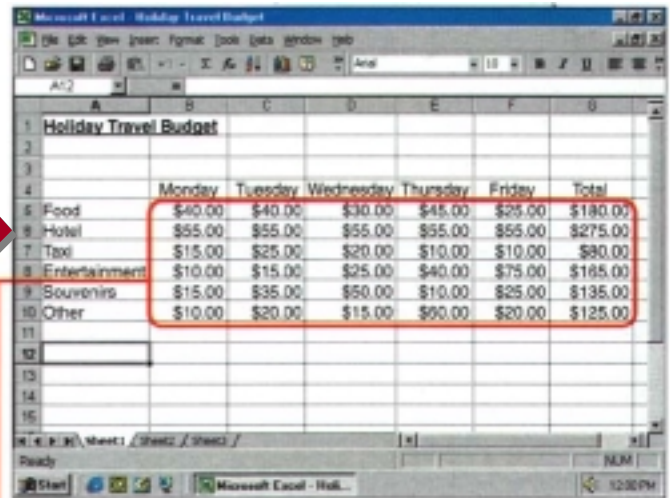 Microsoft Excel - Holiday Travel Budget
File Edit View Insert Format Tools Data Window Help
Arial 10 B I U
A12 =
A B C D E F G
1 Holiday Travel Budget
2
3
4 Monday Tuesday Wednesday Thursday Friday Total
5 Food $40.00 $40.00 $30.00 $45.00 $25.00 $180.00
6 Hotel $55.00 $55.00 $55.00 $55.00 $55.00 $275.00
7 Taxi $15.00 $25.00 $20.00 $10.00 $10.00 $80.00
8 Entertainment $10.00 $15.00 $25.00 $40.00 $75.00 $165.00
9 Souvenirs $15.00 $35.00 $50.00 $10.00 $25.00 $135.00
10 Other $10.00 $20.00 $15.00 $60.00 $20.00 $125.00
11
12
13
14
15
Sheet1 Sheet2 Sheet3
Ready NUM
Start Microsoft Excel - Holi... 12:00 PM